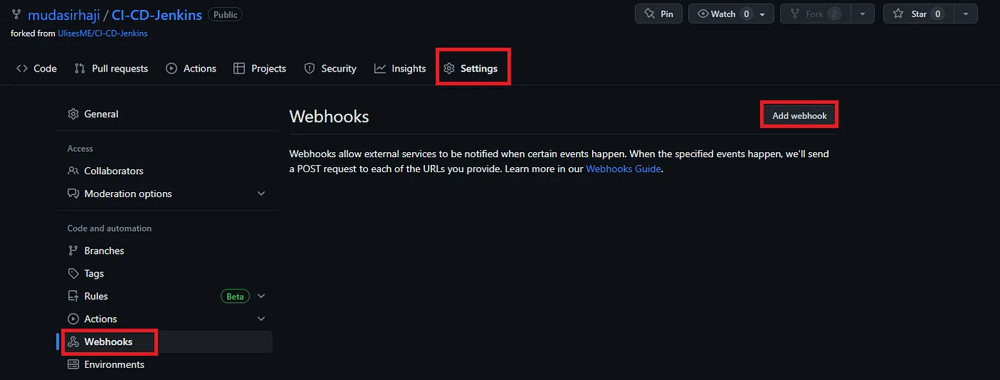 mudasirhaji / CI-CD-Jenkins Public
Pin Watch 0 Fork 2 Star 0
forked from UlisesME/CI-CD-Jenkins
Code Pull requests Actions Projects Security Insights Settings
General
Access
Collaborators
Moderation options
Code and automation
Branches
Tags
Rules Beta
Actions
Webhooks
Environments
Webhooks
Add webhook
Webhooks allow external services to be notified when certain events happen. When the specified events happen, we’ll send
a POST request to each of the URLs you provide. Learn more in our Webhooks Guide.